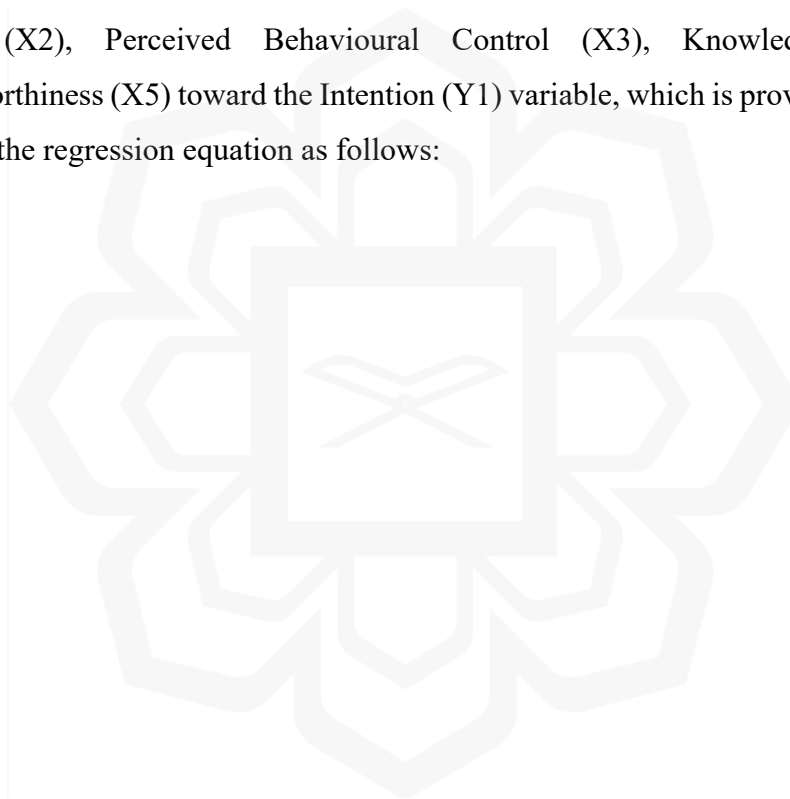 (X2), Perceived Behavioural Control (X3), Knowled
orthiness (X5) toward the Intention (Y1) variable, which is prov
the regression equation as follows: